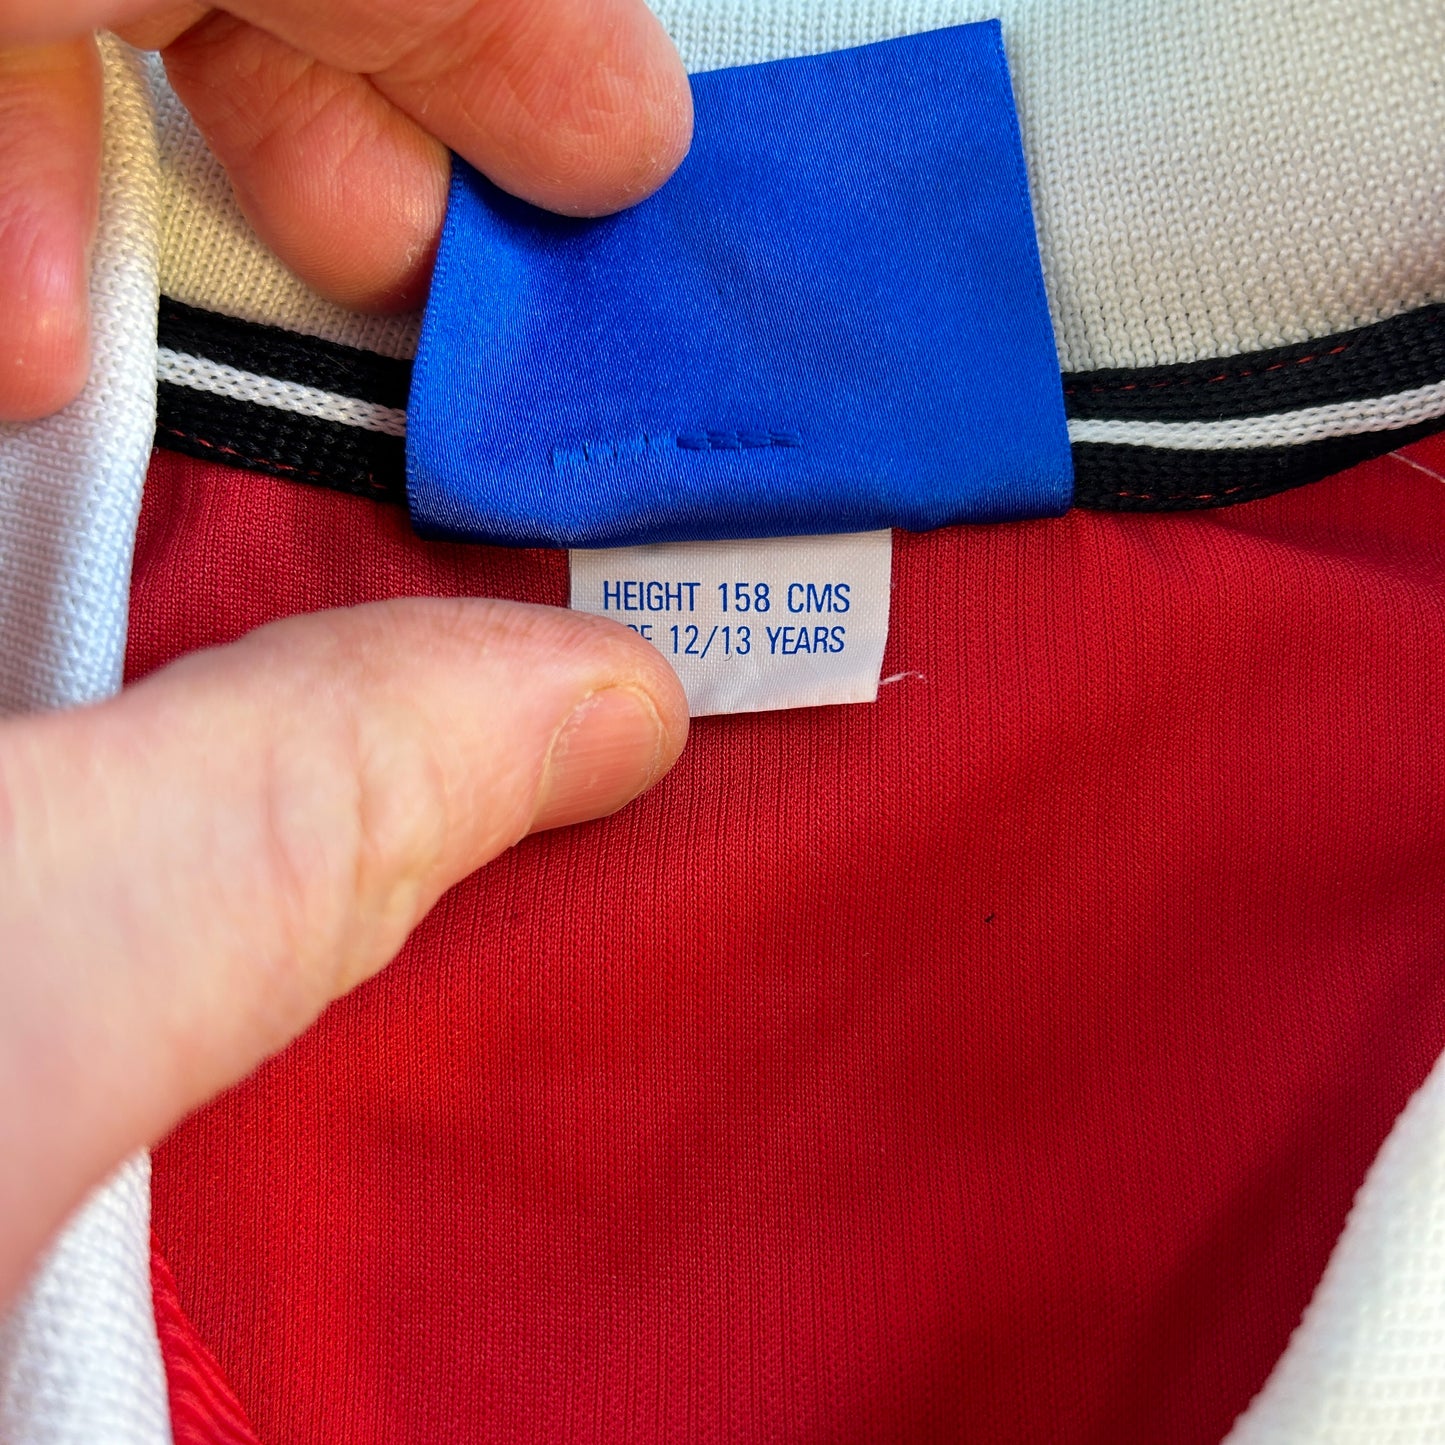 HEIGHT 158 CMS
12/13 YEARS